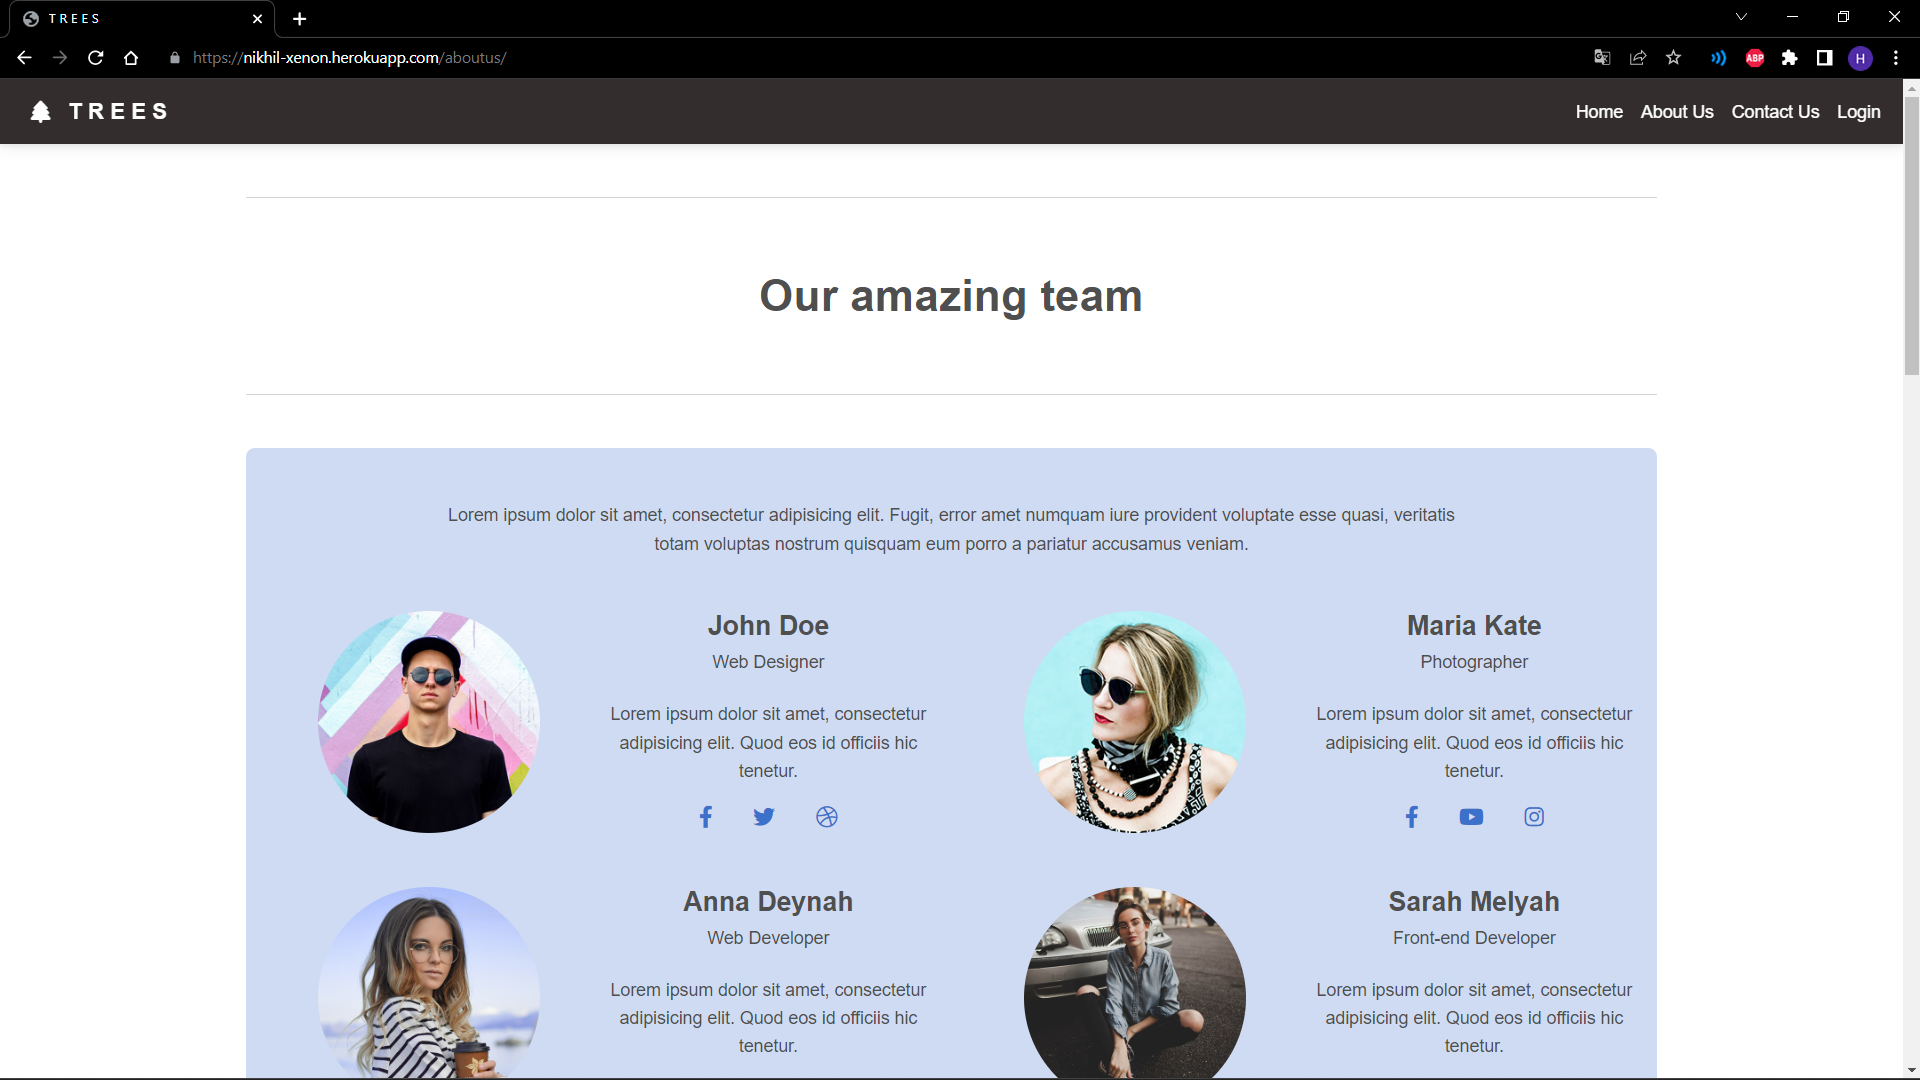 T R E E S
https://nikhil-xenon.herokuapp.com/aboutus/
ABP
H
T R E E S
Home About Us Contact Us Login
Our amazing team
Lorem ipsum dolor sit amet, consectetur adipisicing elit. Fugit, error amet numquam iure provident voluptate esse quasi, veritatis
totam voluptas nostrum quisquam eum porro a pariatur accusamus veniam.
John Doe
Web Designer
Lorem ipsum dolor sit amet, consectetur
adipisicing elit. Quod eos id officiis hic
tenetur.
Maria Kate
Photographer
Lorem ipsum dolor sit amet, consectetur
adipisicing elit. Quod eos id officiis hic
tenetur.
Anna Deynah
Web Developer
Lorem ipsum dolor sit amet, consectetur
adipisicing elit. Quod eos id officiis hic
tenetur.
Sarah Melyah
Front-end Developer
Lorem ipsum dolor sit amet, consectetur
adipisicing elit. Quod eos id officiis hic
tenetur.